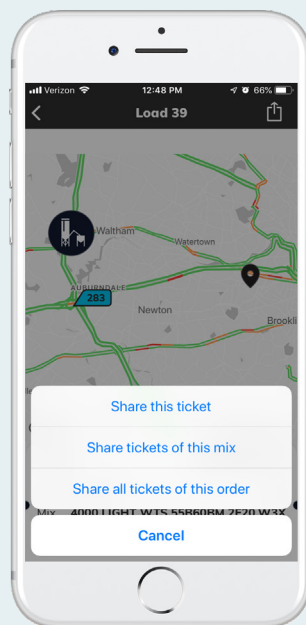 Verizon 12:48 PM 66%
Load 39
Waltham
Watertown
AUBURNDALE
283
Newton
Brookli
Share this ticket
Share tickets of this mix
Share all tickets of this order
Mix 4000 LIGHT WTS 55B60BM 2F20 W3X
Cancel